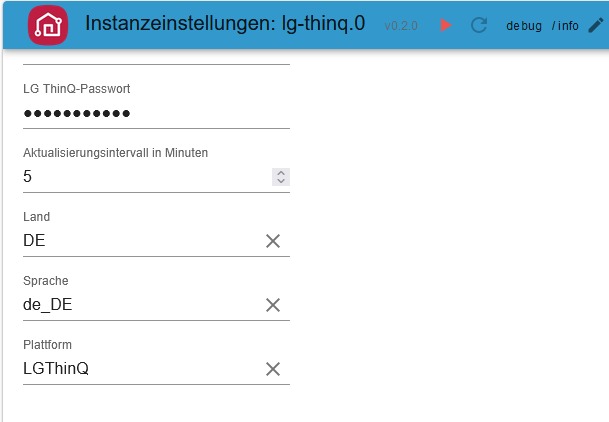 Instanzeinstellungen: lg-thinq.0 v0.2.0 debug / info
LG ThinQ-Passwort
●●●●●●●●●●●
Aktualisierungsintervall in Minuten
5
Land
DE
Sprache
de_DE
Plattform
LGThinQ